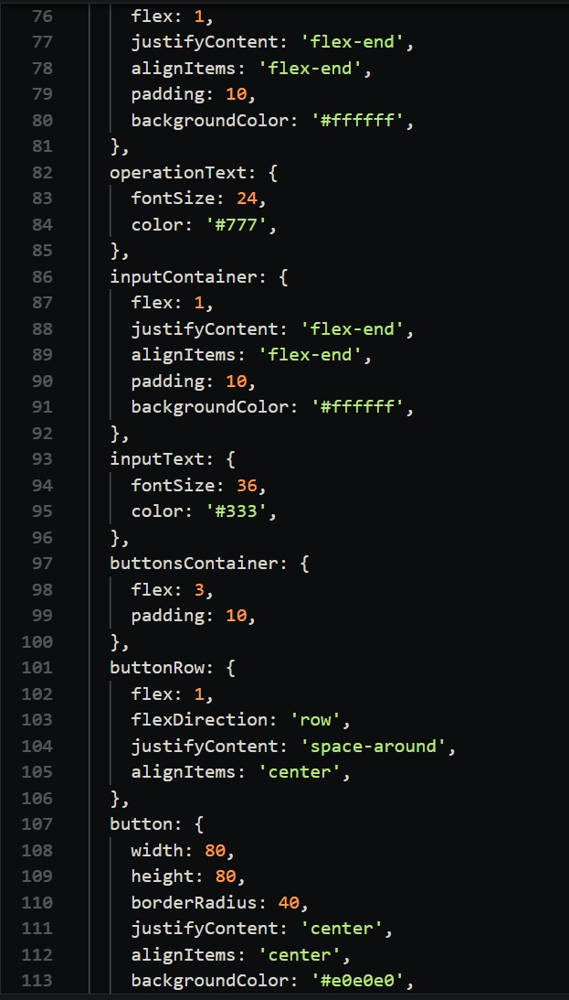 76 flex: 1,
77 justifyContent: 'flex-end',
78 alignItems: 'flex-end',
79 padding: 10,
80 backgroundColor: '#ffffff',
81 },
82 operationText: {
83 fontSize: 24,
84 color: '#777',
85 },
86 inputContainer: {
87 flex: 1,
88 justifyContent: 'flex-end',
89 alignItems: 'flex-end',
90 padding: 10,
91 backgroundColor: '#ffffff',
92 },
93 inputText: {
94 fontSize: 36,
95 color: '#333',
96 },
97 buttonsContainer: {
98 flex: 3,
99 padding: 10,
100 },
101 buttonRow: {
102 flex: 1,
103 flexDirection: 'row',
104 justifyContent: 'space-around',
105 alignItems: 'center',
106 },
107 button: {
108 width: 80,
109 height: 80,
110 borderRadius: 40,
111 justifyContent: 'center',
112 alignItems: 'center',
113 backgroundColor: '#e0e0e0',